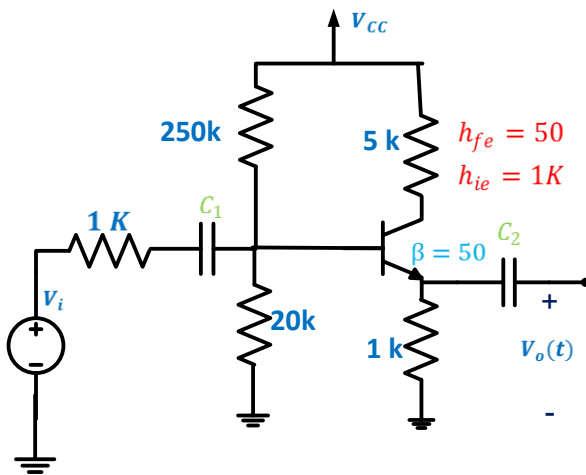 V_CC
250k
5 k
h_fe = 50
h_ie = 1K
1 K
C_1
β = 50
C_2
V_i
+
-
20k
1 k
+
V_o(t)
-